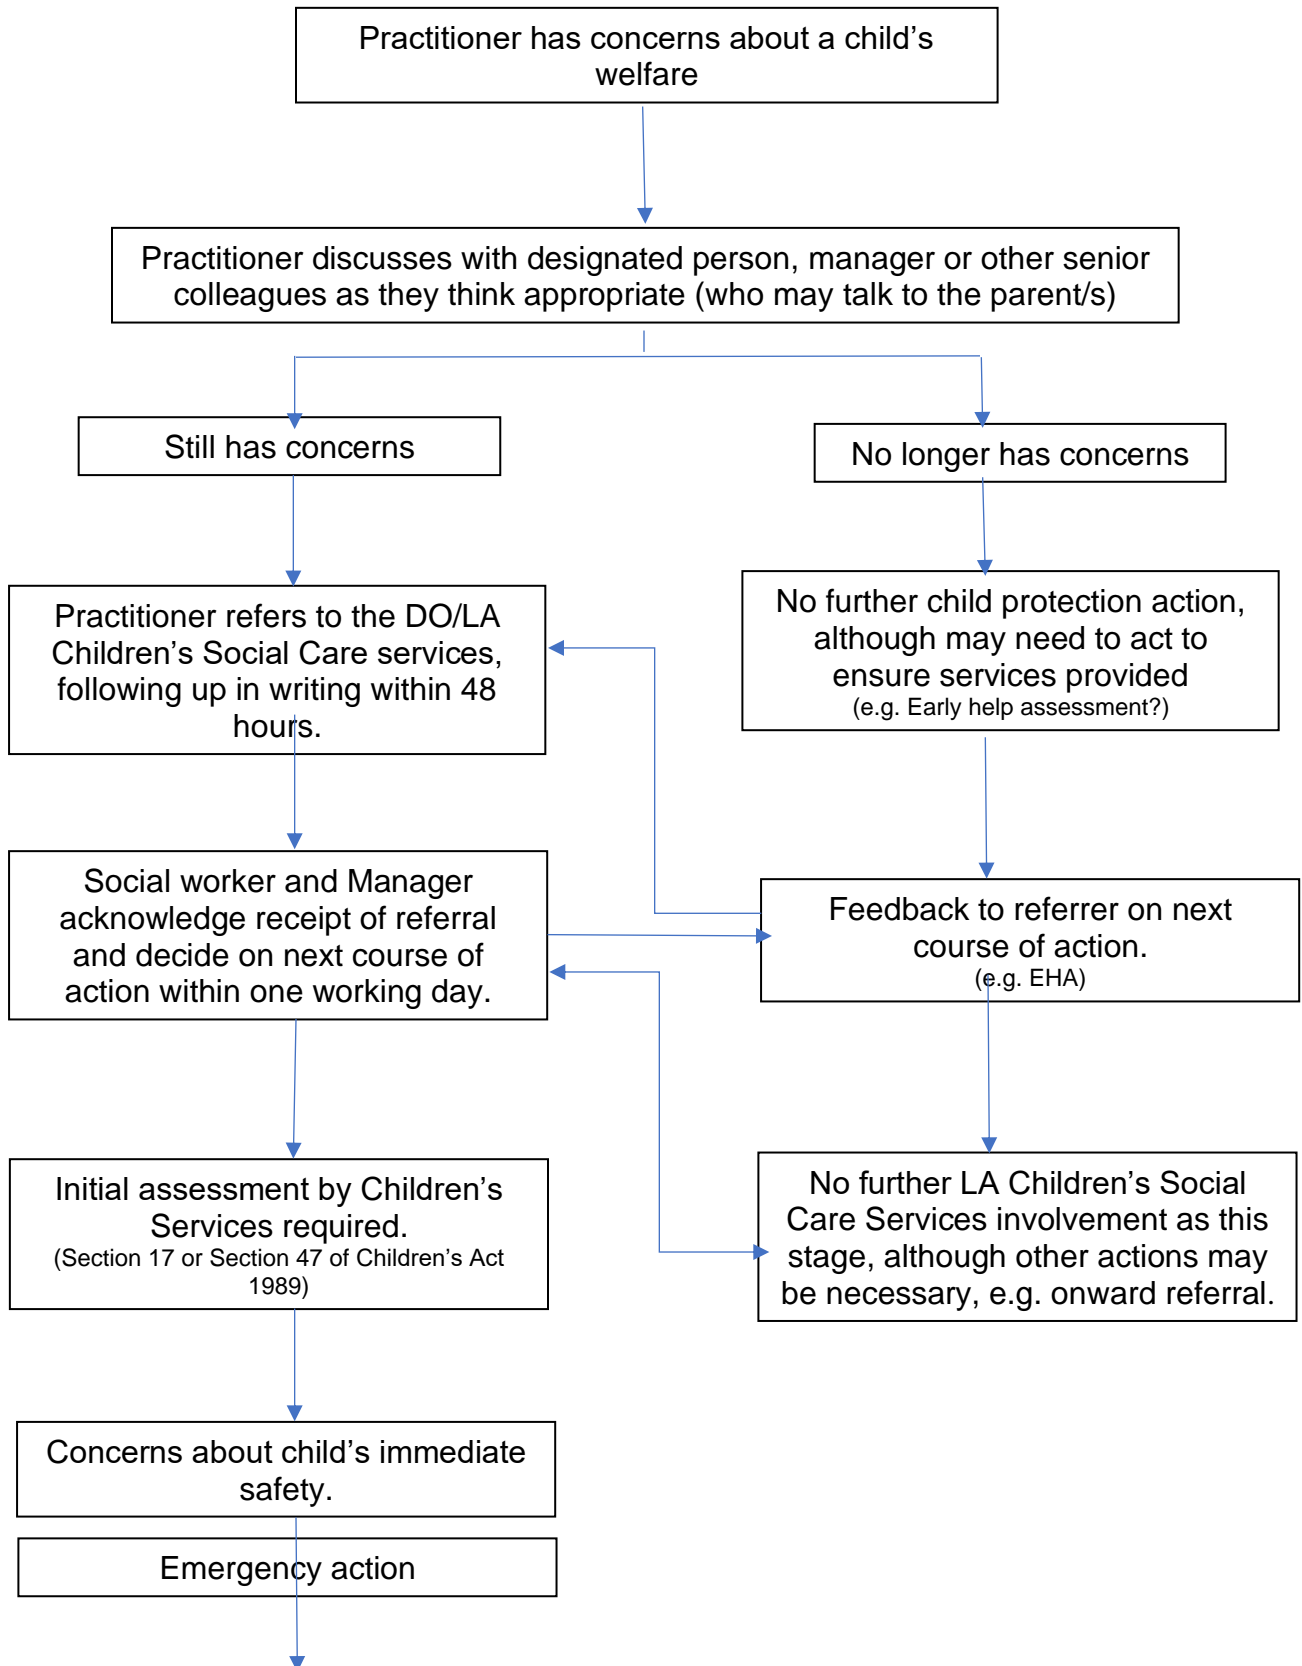 Practitioner has concerns about a child’s
welfare
Practitioner discusses with designated person, manager or other senior
colleagues as they think appropriate (who may talk to the parent/s)
Still has concerns
No longer has concerns
Practitioner refers to the DO/LA
Children’s Social Care services,
following up in writing within 48
hours.
No further child protection action,
although may need to act to
ensure services provided
(e.g. Early help assessment?)
Social worker and Manager
acknowledge receipt of referral
and decide on next course of
action within one working day.
Feedback to referrer on next
course of action.
(e.g. EHA)
Initial assessment by Children’s
Services required.
(Section 17 or Section 47 of Children’s Act
1989)
No further LA Children’s Social
Care Services involvement as this
stage, although other actions may
be necessary, e.g. onward referral.
Concerns about child’s immediate
safety.
Emergency action